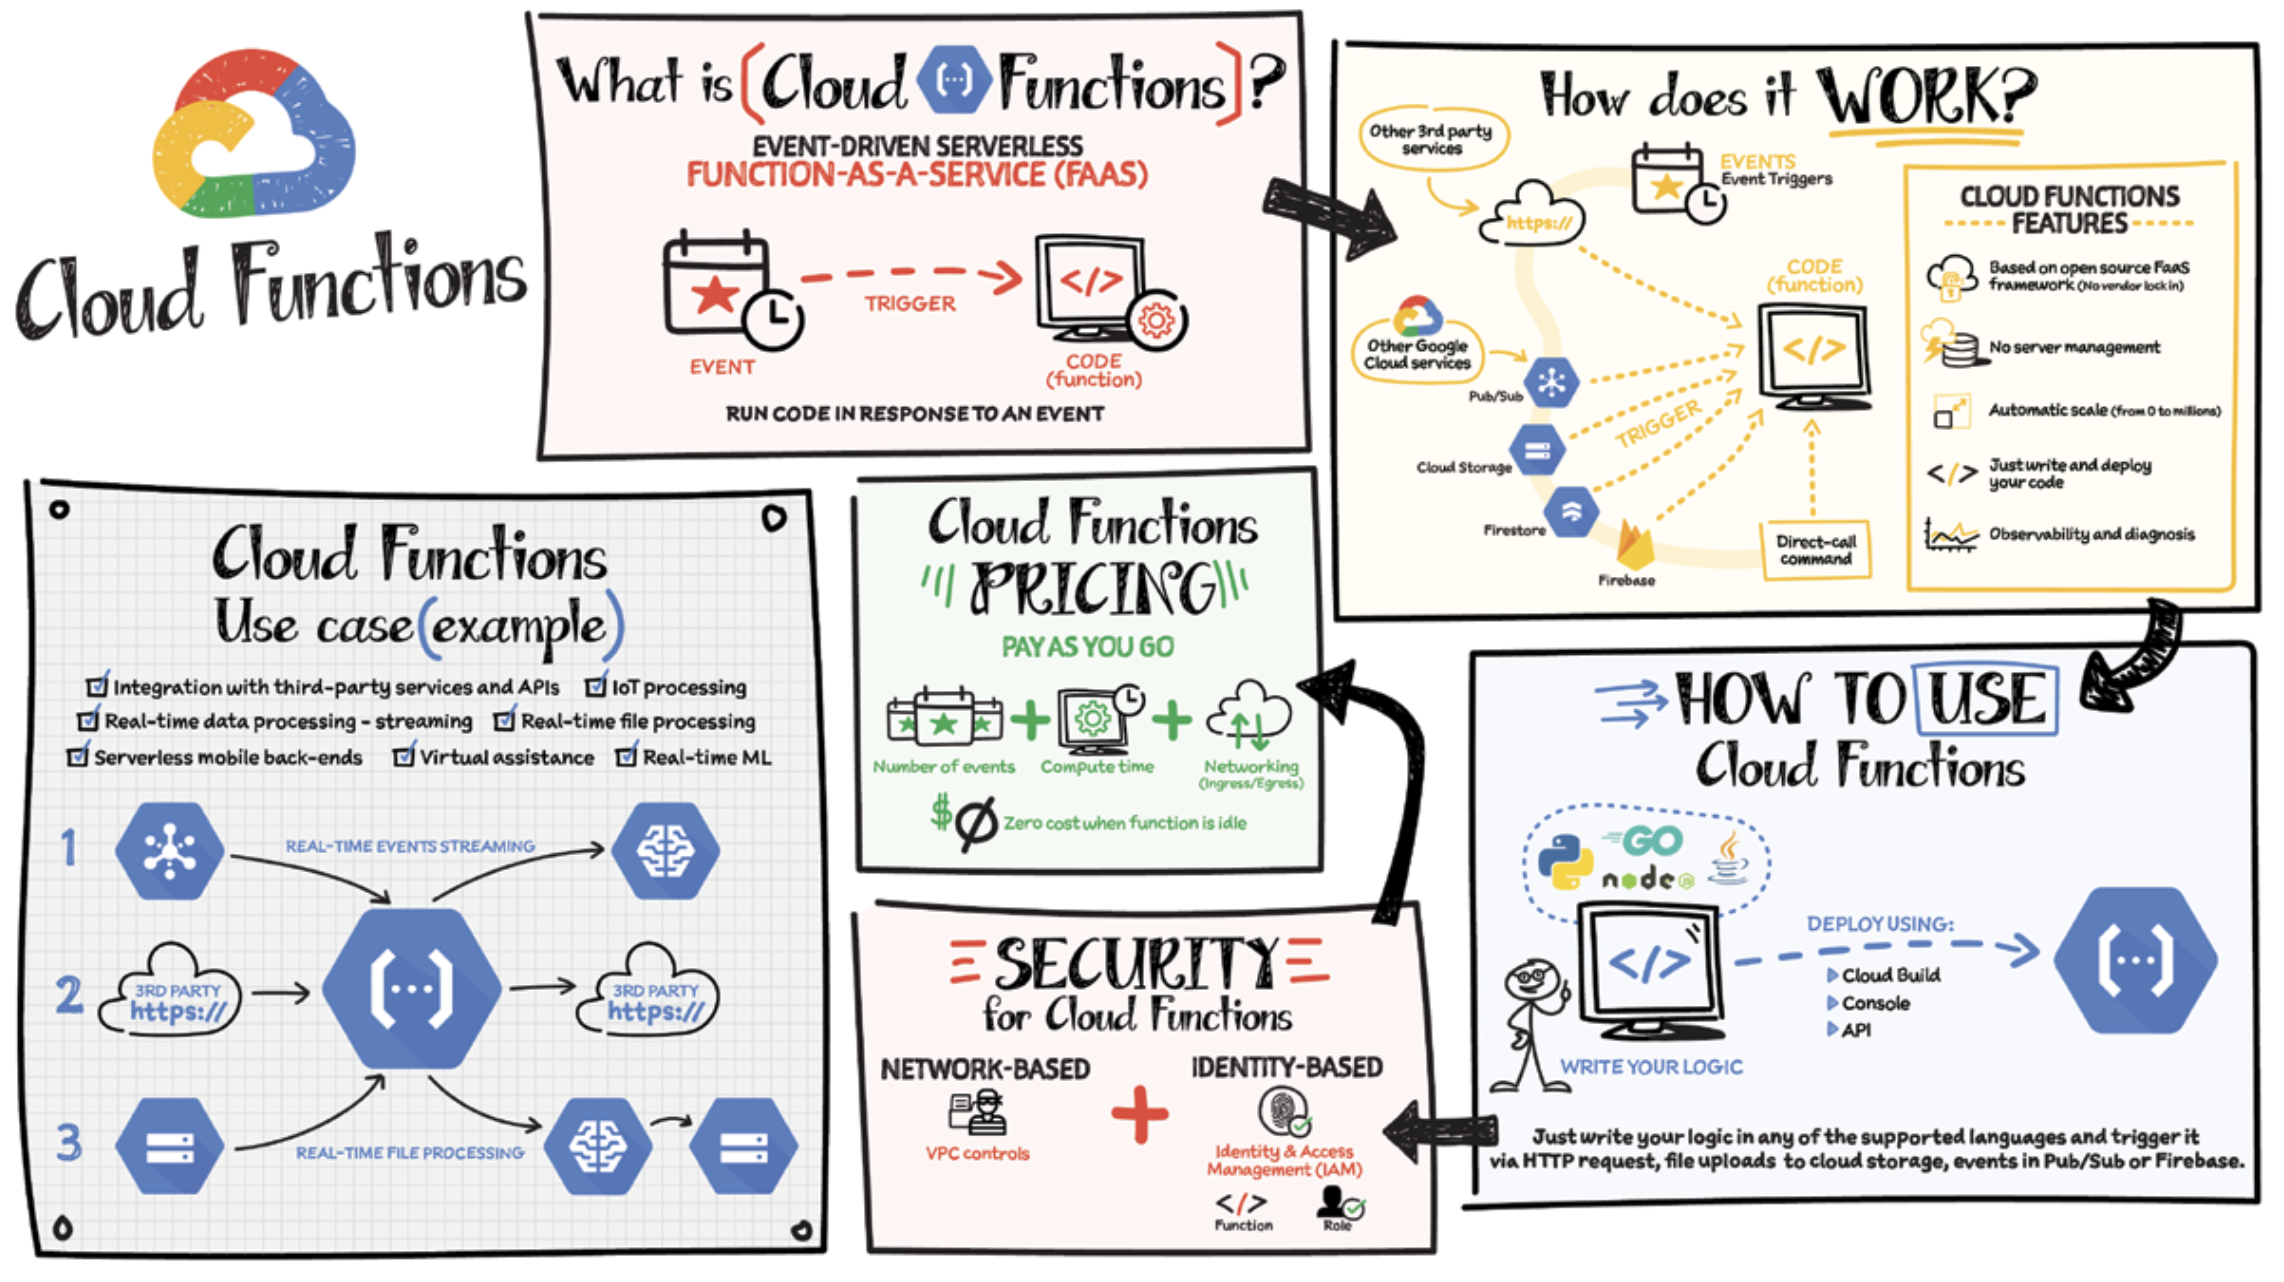 Cloud Functions
What is [Cloud Functions]?
EVENT-DRIVEN SERVERLESS
FUNCTION-AS-A-SERVICE (FAAS)
TRIGGER
</>
EVENT
CODE
(function)
RUN CODE IN RESPONSE TO AN EVENT
How does it WORK?
Other 3rd party
services
https://
EVENTS
Event Triggers
CODE
(function)
</>
Other Google
Cloud services
Pub/Sub
TRIGGER
Cloud Storage
Firestore
Firebase
Direct-call
command
CLOUD FUNCTIONS
FEATURES
Based on open source FaaS
framework (No vendor lock in)
No server management
Automatic scale (from 0 to millions)
</> Just write and deploy
your code
Observability and diagnosis
HOW TO USE
Cloud Functions
GO
node JS
</>
DEPLOY USING:
Cloud Build
Console
API
WRITE YOUR LOGIC
Just write your logic in any of the supported languages and trigger it
via HTTP request, file uploads to cloud storage, events in Pub/Sub or Firebase.
SECURITY
for Cloud Functions
NETWORK-BASED
VPC controls
+
IDENTITY-BASED
Identity & Access
Management (IAM)
</>
Function
Role
Cloud Functions
PRICING
PAY AS YOU GO
+ +
Number of events
Compute time
Networking
(Ingress/Egress)
$0 Zero cost when function is idle
Cloud Functions
Use case (example)
Integration with third-party services and APIs
IoT processing
Real-time data processing - streaming
Real-time file processing
Serverless mobile back-ends
Virtual assistance
Real-time ML
1
REAL-TIME EVENTS STREAMING
2
3RD PARTY
https://
3RD PARTY
https://
3
REAL-TIME FILE PROCESSING